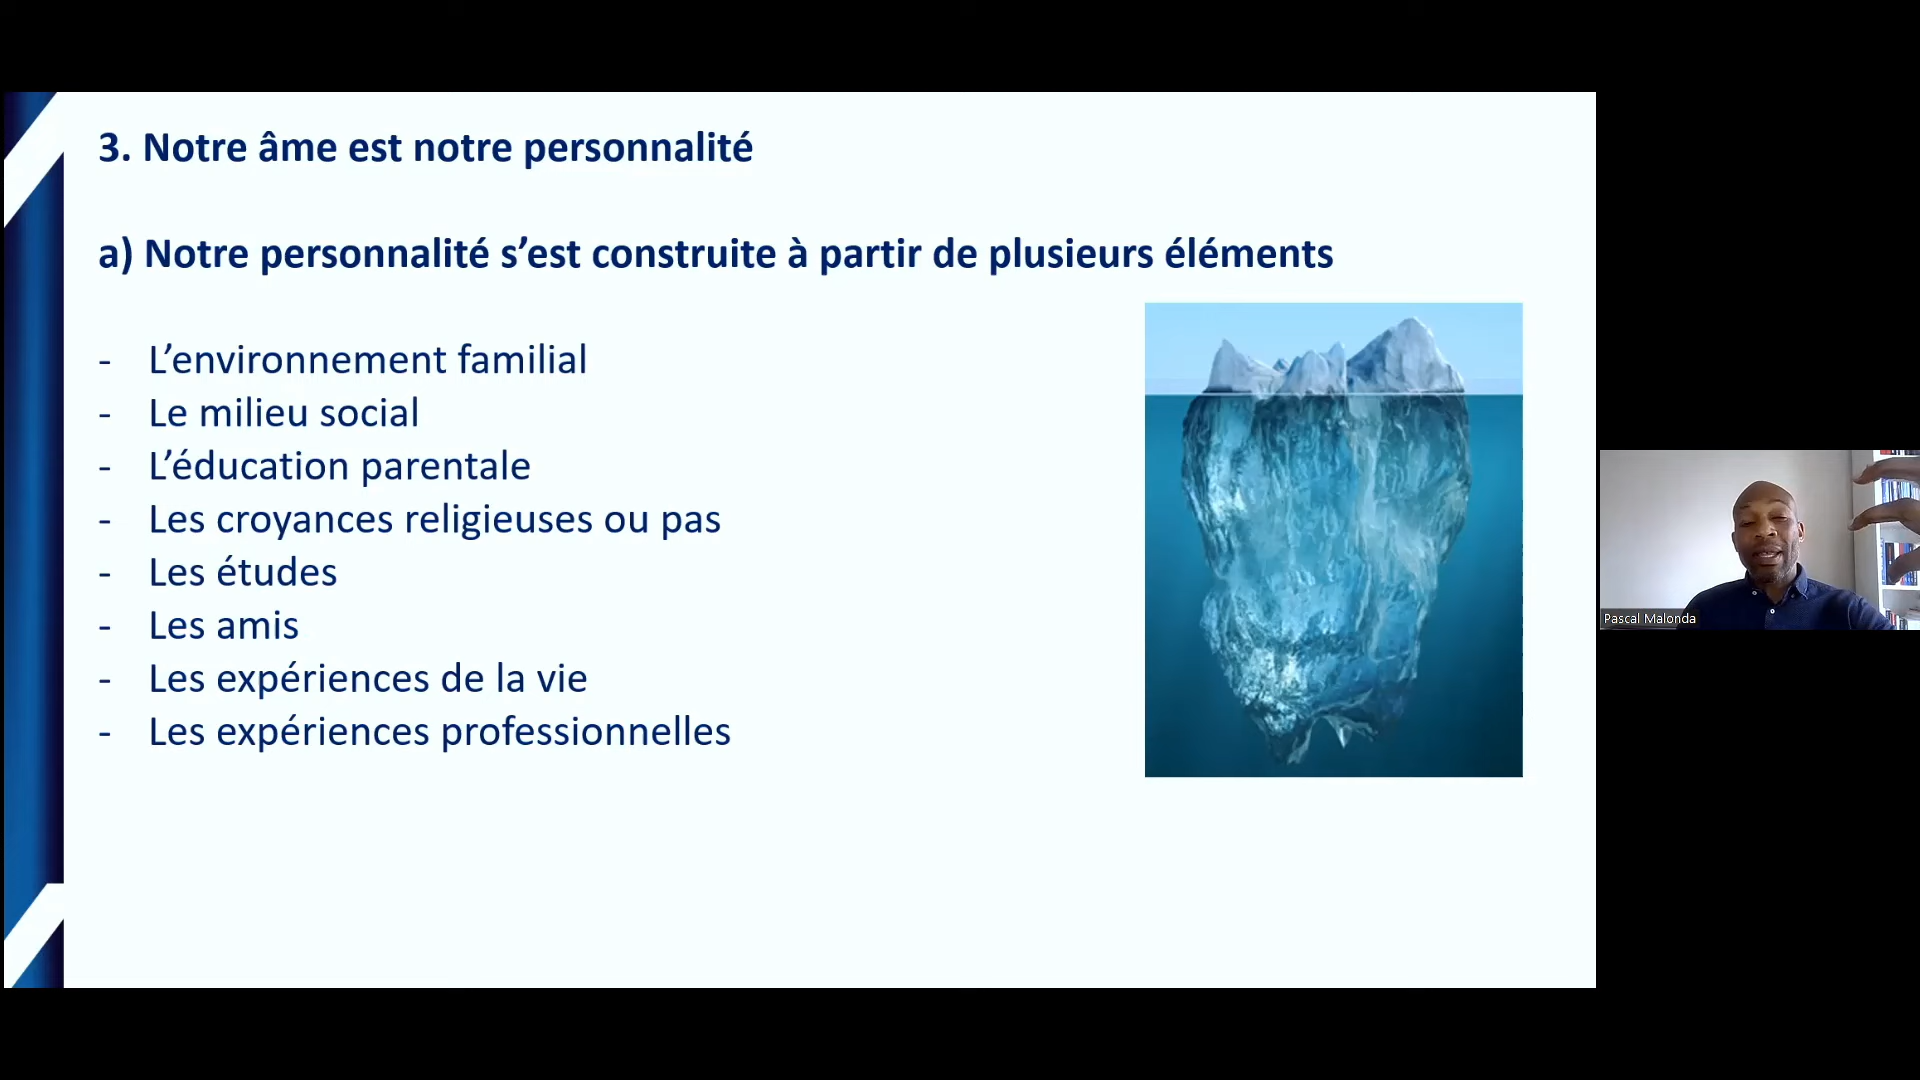 3. Notre âme est notre personnalité
a) Notre personnalité s’est construite à partir de plusieurs éléments
- L’environnement familial
- Le milieu social
- L’éducation parentale
- Les croyances religieuses ou pas
- Les études
- Les amis
- Les expériences de la vie
- Les expériences professionnelles
Pascal Malonda